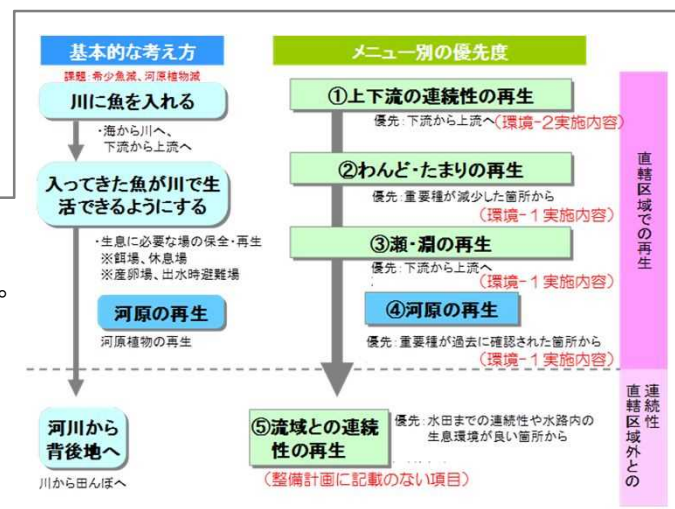 基本的な考え方
課題:希少魚減、河原植物減
川に魚を入れる
・海から川へ、
下流から上流へ
入ってきた魚が川で生
活できるようにする
・生息に必要な場の保全・再生
※餌場、休息場
※産卵場、出水時避難場
河原の再生
河原植物の再生
河川から
背後地へ
川から田んぼへ
メニュー別の優先度
①上下流の連続性の再生
優先:下流から上流へ(環境-2実施内容)
②わんど・たまりの再生
優先:重要種が減少した箇所から
(環境-1実施内容)
③瀬・淵の再生
優先:下流から上流へ
(環境-1実施内容)
④河原の再生
優先:重要種が過去に確認された箇所から
(環境-1実施内容)
⑤流域との連続
性の再生
優先:水田までの連続性や水路内の
生息環境が良い箇所から
(整備計画に記載のない項目)
直轄区域での再生
直轄区域外との
連続性
。